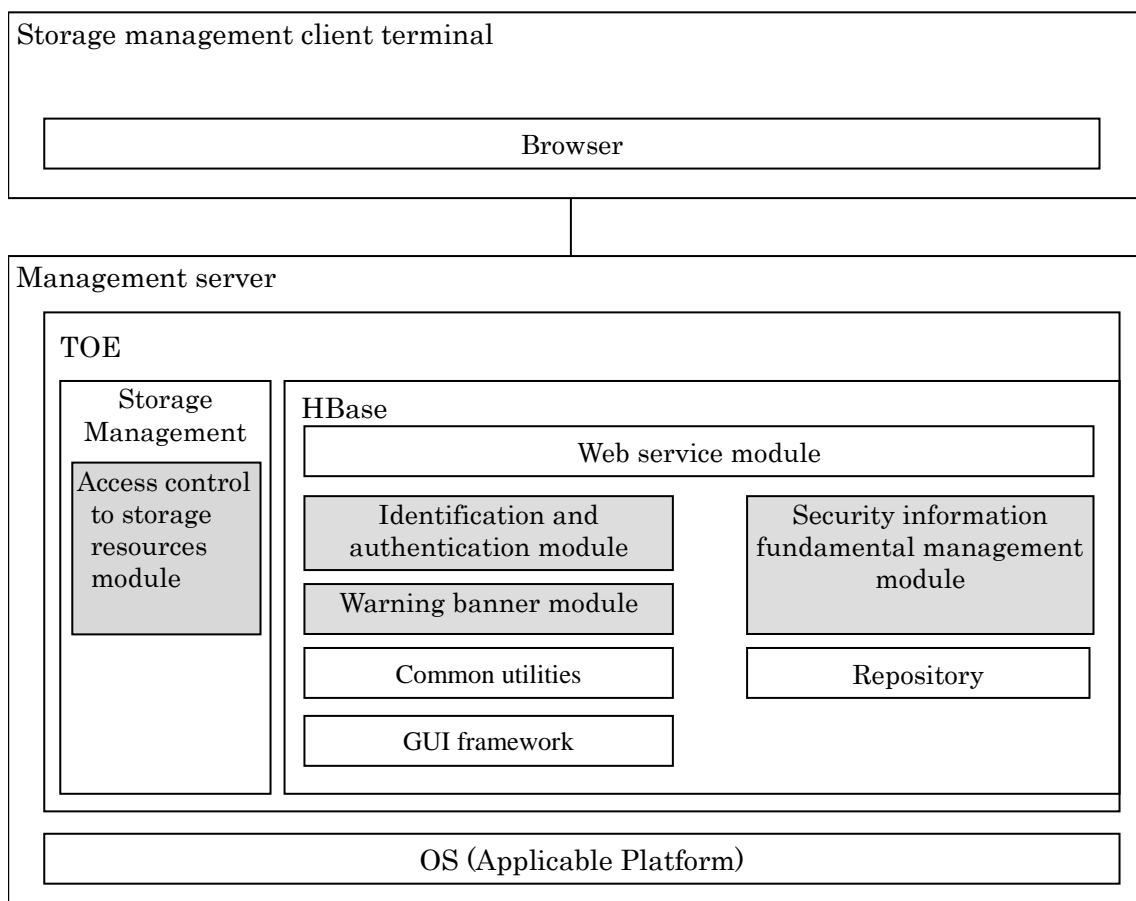 Storage management client terminal
Browser
Management server
TOE
Storage
Management
Access control
to storage
resources
module
HBase
Web service module
Identification and
authentication module
Warning banner module
Common utilities
GUI framework
Security information
fundamental management
module
Repository
OS (Applicable Platform)